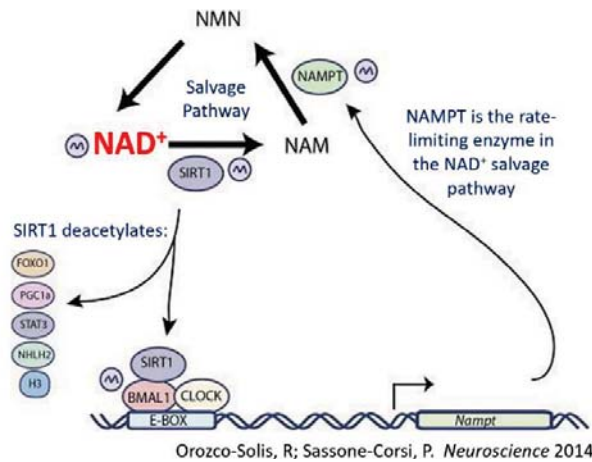 NMN
NAMPT
Salvage
Pathway
NAD⁺
NAM
SIRT1
NAMPT is the rate-
limiting enzyme in
the NAD⁺ salvage
pathway
SIRT1 deacetylates:
FOXO1
PGC1a
STAT3
NHLH2
H3
SIRT1
BMAL1
CLOCK
E-BOX
Nampt
Orozco-Solis, R; Sassone-Corsi, P. Neuroscience 2014